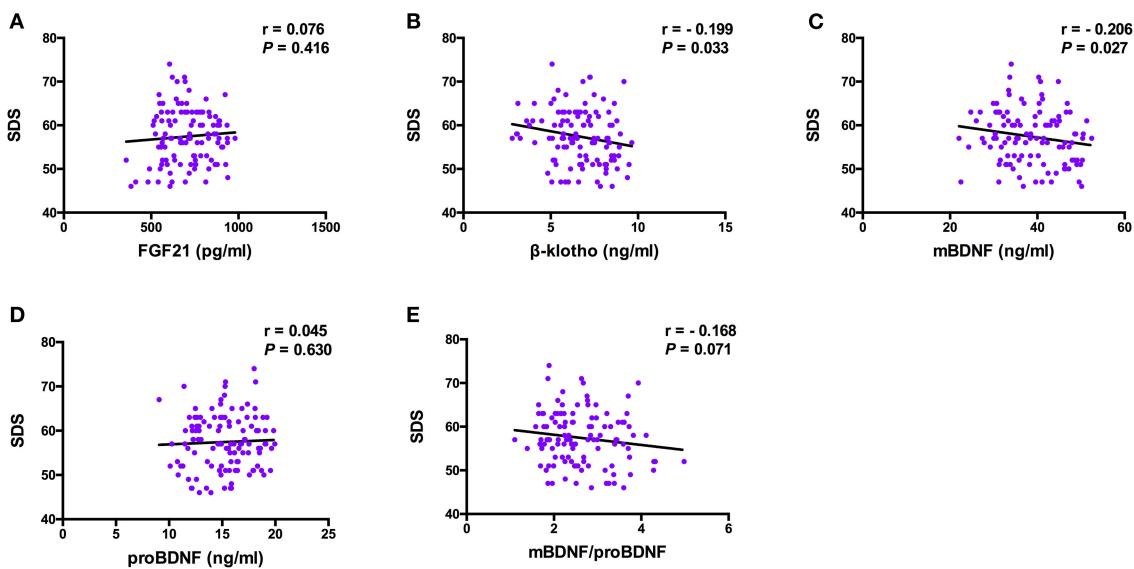 A
r = 0.076
P = 0.416
80
70
60
50
40
SDS
0 500 1000 1500
FGF21 (pg/ml)
B
r = - 0.199
P = 0.033
80
70
60
50
40
SDS
0 5 10 15
β-klotho (ng/ml)
C
r = - 0.206
P = 0.027
80
70
60
50
40
SDS
0 20 40 60
mBDNF (ng/ml)
D
r = 0.045
P = 0.630
80
70
60
50
40
SDS
0 5 10 15 20 25
proBDNF (ng/ml)
E
r = - 0.168
P = 0.071
80
70
60
50
40
SDS
0 2 4 6
mBDNF/proBDNF